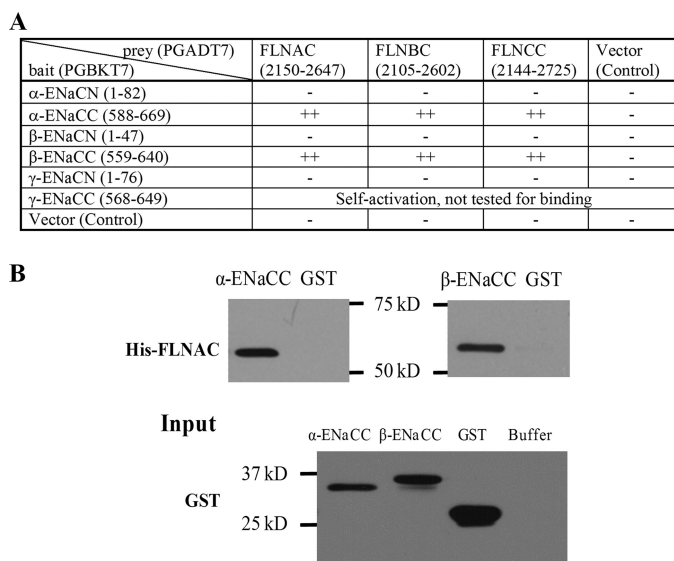 A
prey (PGADT7) FLNAC FLNBC FLNCC Vector
bait (PGBKT7) (2150-2647) (2105-2602) (2144-2725) (Control)
α-ENaCN (1-82) - - - -
α-ENaCC (588-669) ++ ++ ++ -
β-ENaCN (1-47) - - - -
β-ENaCC (559-640) ++ ++ ++ -
γ-ENaCN (1-76) - - - -
γ-ENaCC (568-649) Self-activation, not tested for binding -
Vector (Control) - - - -
B
α-ENaCC GST 75 kD β-ENaCC GST
His-FLNAC
50 kD
Input
α-ENaCC β-ENaCC GST Buffer
37 kD
GST
25 kD